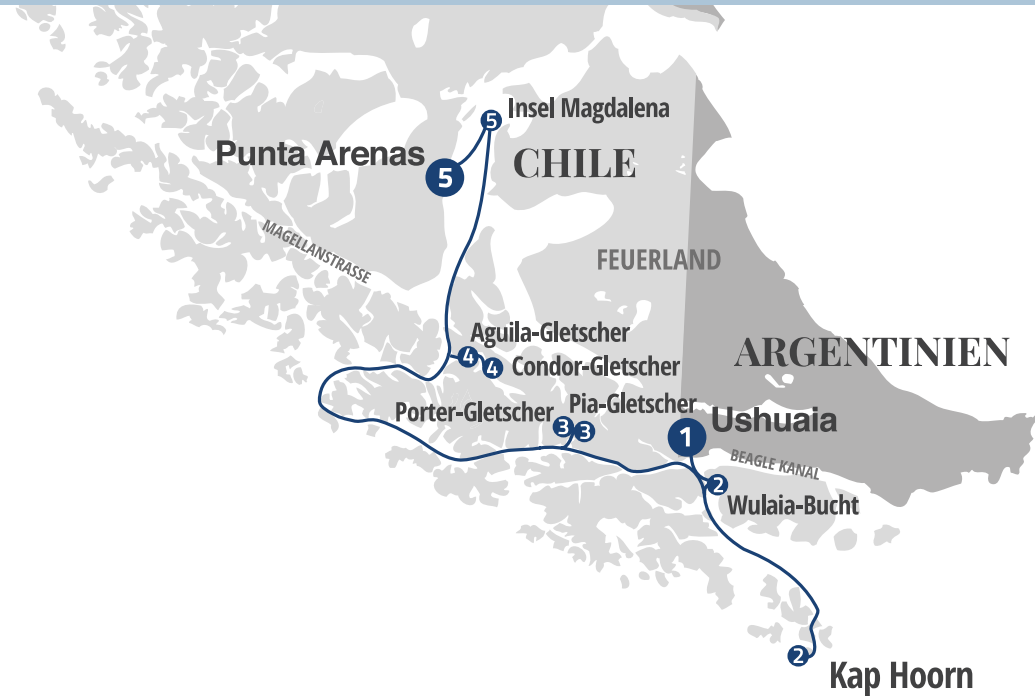 Insel Magdalena
5
Punta Arenas
5
CHILE
MAGELLANSTRASSE
FEUERLAND
Aguila-Gletscher
4
4
Condor-Gletscher
ARGENTINIEN
Pia-Gletscher
Porter-Gletscher
3
3
1
Ushuaia
BEAGLE KANAL
2
Wulaia-Bucht
2
Kap Hoorn